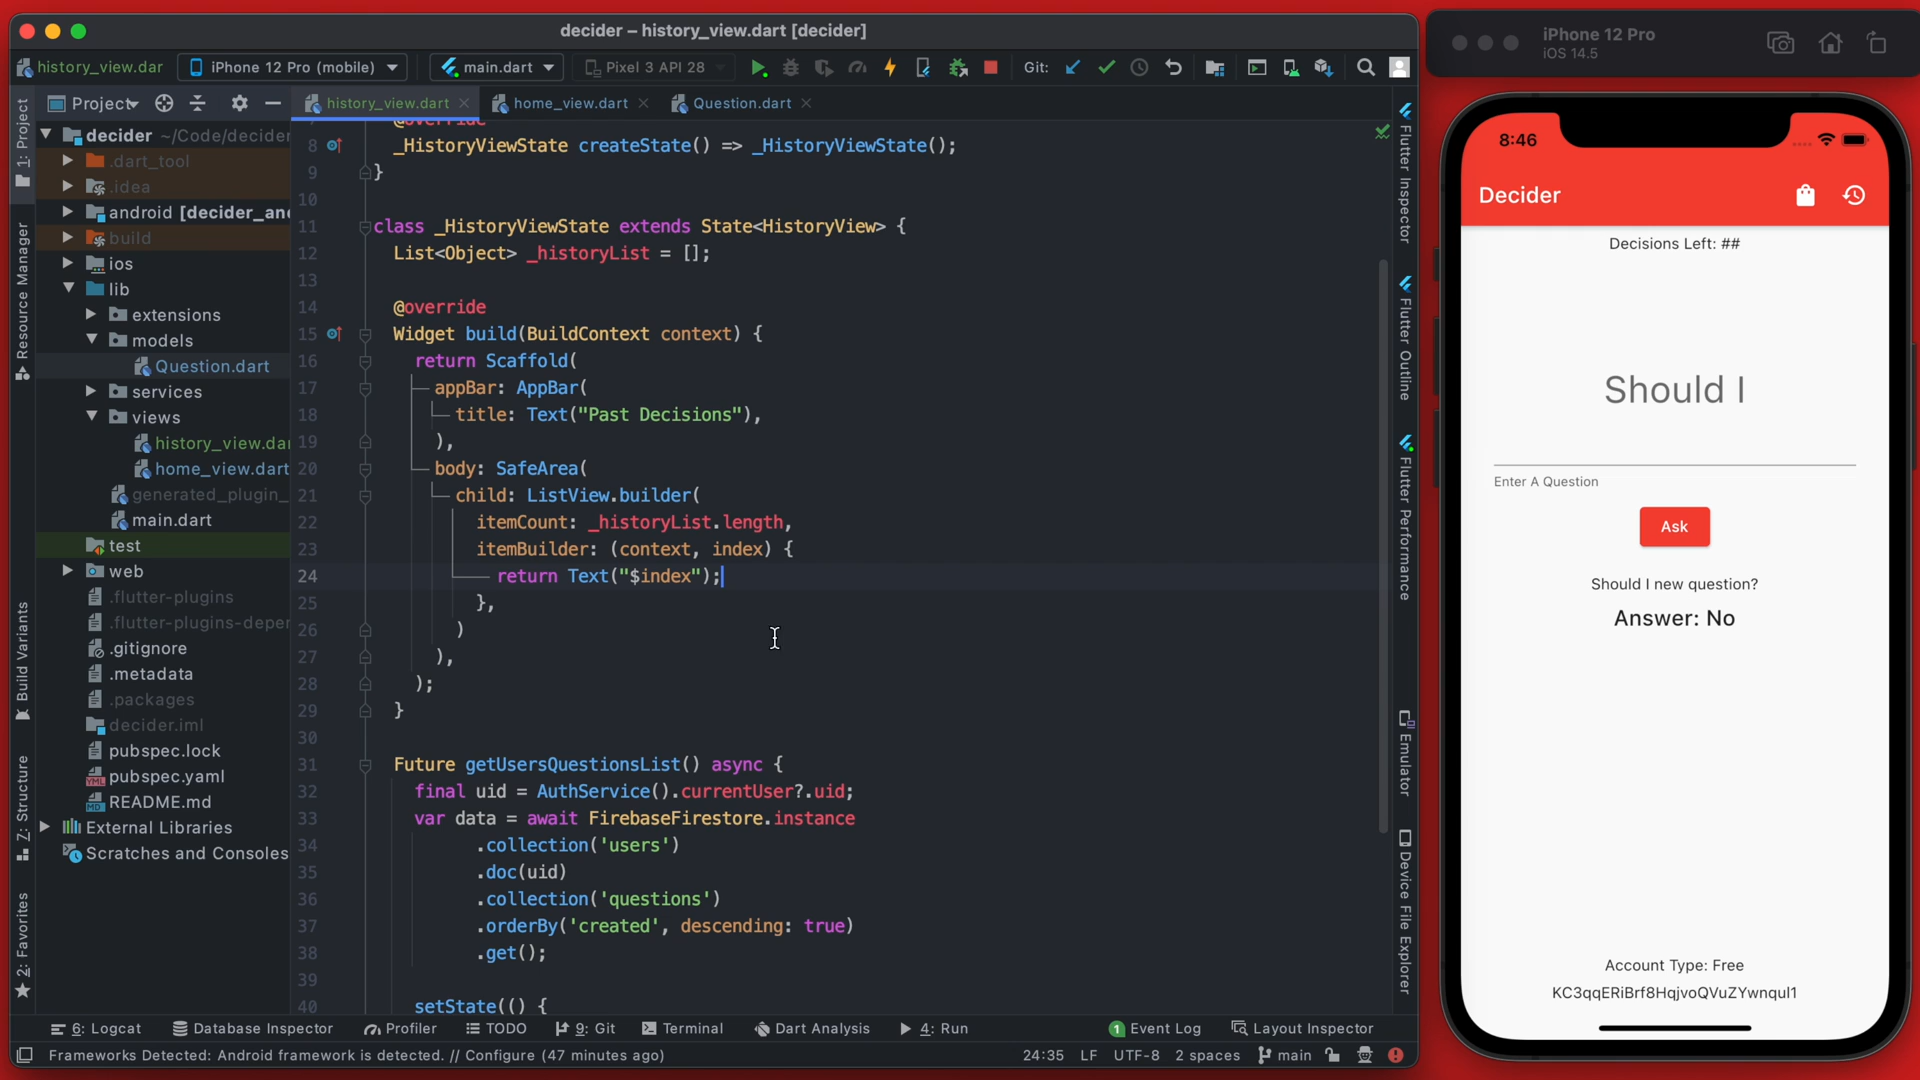 decider – history_view.dart [decider]
history_view.dar
iPhone 12 Pro (mobile)
main.dart
Pixel 3 API 28
Git:
Project
history_view.dart
home_view.dart
Question.dart
1: Project
Resource Manager
Build Variants
Z: Structure
2: Favorites
decider ~/Code/decider
.dart_tool
.idea
android [decider_an
build
ios
lib
extensions
models
Question.dart
services
views
history_view.da
home_view.dart
generated_plugin_
main.dart
test
web
.flutter-plugins
.flutter-plugins-depe
.gitignore
.metadata
.packages
decider.iml
pubspec.lock
pubspec.yaml
README.md
External Libraries
Scratches and Consoles
@override
8 _HistoryViewState createState() => _HistoryViewState();
9 }
10
11 class _HistoryViewState extends State<HistoryView> {
12 List<Object> _historyList = [];
13
14 @override
15 Widget build(BuildContext context) {
16 return Scaffold(
17 appBar: AppBar(
18 title: Text("Past Decisions"),
19 ),
20 body: SafeArea(
21 child: ListView.builder(
22 itemCount: _historyList.length,
23 itemBuilder: (context, index) {
24 return Text("$index");
25 },
26 )
27 ),
28 );
29 }
30
31 Future getUsersQuestionsList() async {
32 final uid = AuthService().currentUser?.uid;
33 var data = await FirebaseFirestore.instance
34 .collection('users')
35 .doc(uid)
36 .collection('questions')
37 .orderBy('created', descending: true)
38 .get();
39
40 setState(() {
Flutter Inspector
Flutter Outline
Flutter Performance
Emulator
Device File Explorer
6: Logcat
Database Inspector
Profiler
TODO
9: Git
Terminal
Dart Analysis
4: Run
1 Event Log
Layout Inspector
Frameworks Detected: Android framework is detected. // Configure (47 minutes ago)
24:35 LF UTF-8 2 spaces main
iPhone 12 Pro
iOS 14.5
8:46
Decider
Decisions Left: ##
Should I
Enter A Question
Ask
Should I new question?
Answer: No
Account Type: Free
KC3qqERiBrf8HqjvoQVuZYwnqul1